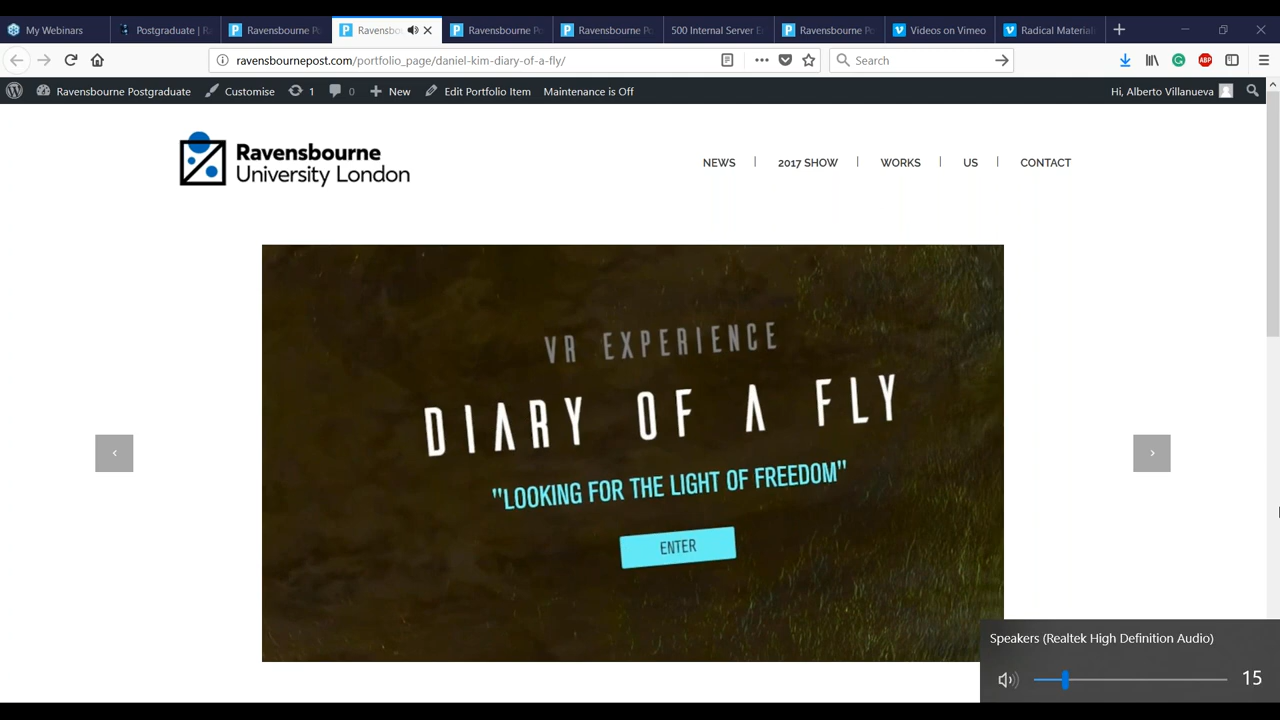 My Webinars
Postgraduate | R
Ravensbourne P
Ravensbou
Ravensbourne P
Ravensbourne P
500 Internal Server E
Ravensbourne P
Videos on Vimeo
Radical Material
ravensbournepost.com/portfolio_page/daniel-kim-diary-of-a-fly/
Search
ABP
Ravensbourne Postgraduate
Customise
1
0
New
Edit Portfolio Item
Maintenance is Off
Hi, Alberto Villanueva
Ravensbourne
University London
NEWS
2017 SHOW
WORKS
US
CONTACT
VR EXPERIENCE
DIARY OF A FLY
"LOOKING FOR THE LIGHT OF FREEDOM"
ENTER
Speakers (Realtek High Definition Audio)
15